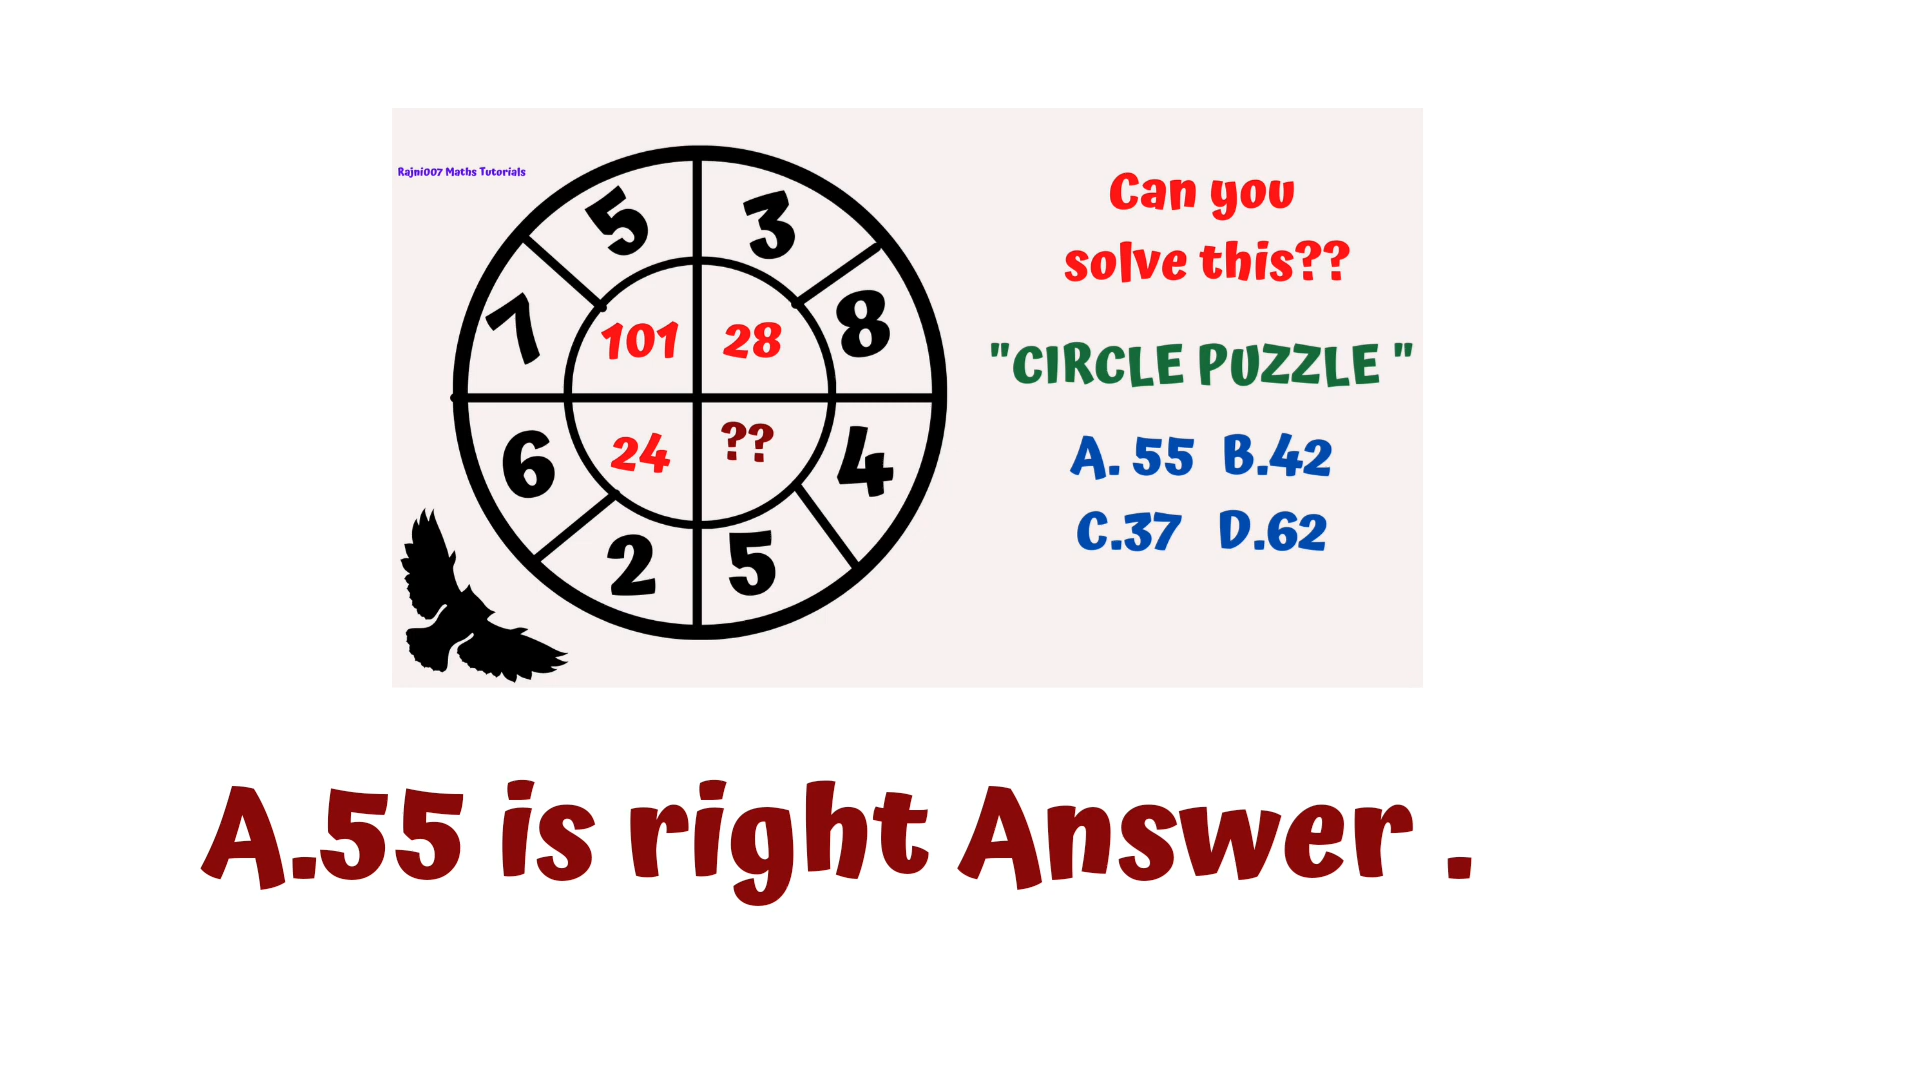 Rajni007 Maths Tutorials
Can you
solve this??
"CIRCLE PUZZLE "
A. 55 B.42
C.37 D.62
5 3
7 8
101 28
24 ??
6 4
2 5
A.55 is right Answer .